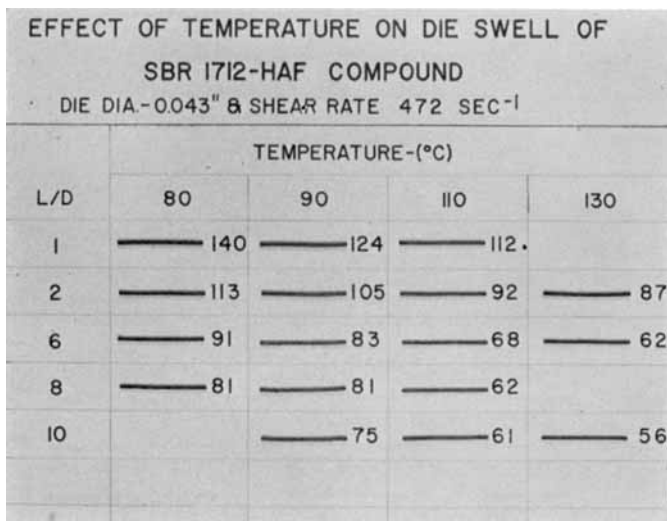 EFFECT OF TEMPERATURE ON DIE SWELL OF
SBR 1712-HAF COMPOUND
DIE DIA.-0.043" & SHEAR RATE 472 SEC-1
TEMPERATURE-(°C)
L/D 80 90 110 130
1 140 124 112.
2 113 105 92 87
6 91 83 68 62
8 81 81 62
10 75 61 56